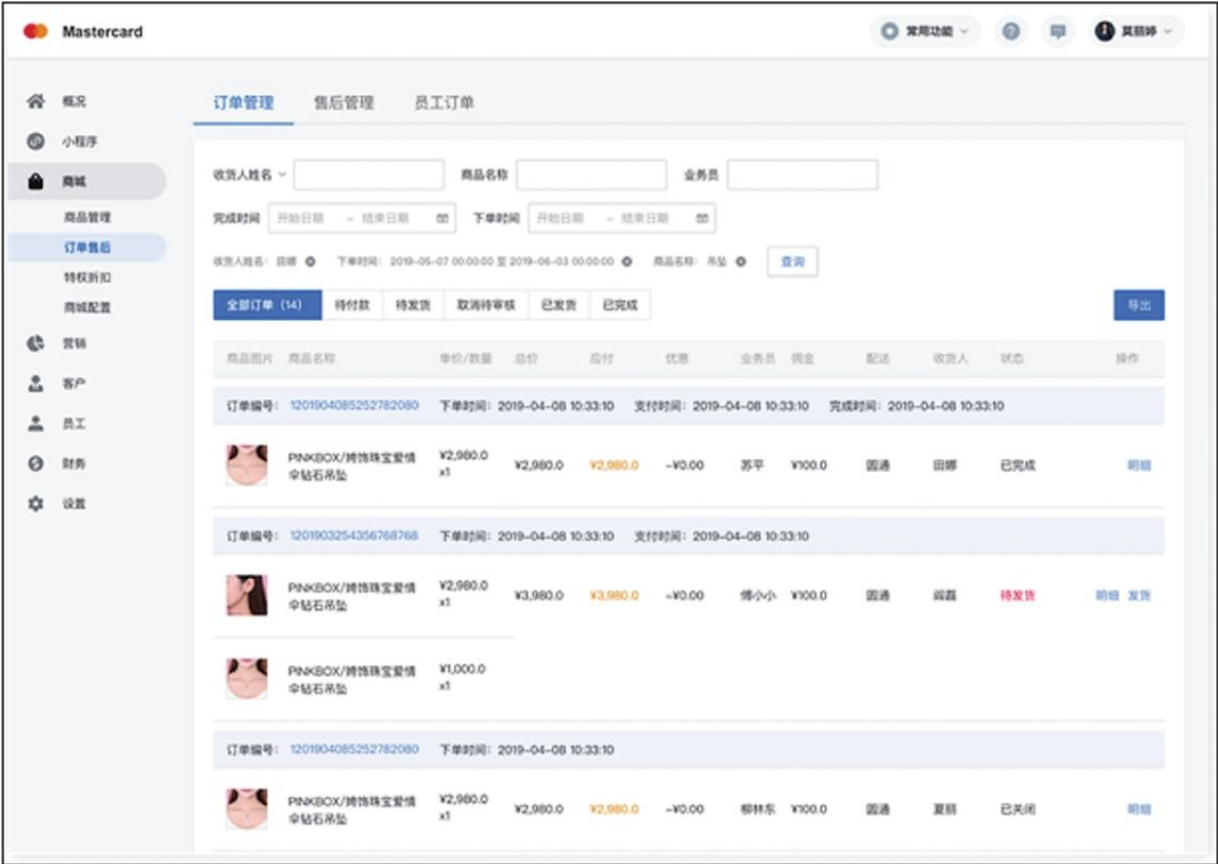 Mastercard
常用功能
莫丽婷
概况
小程序
商城
商品管理
订单售后
特权折扣
商城配置
营销
客户
员工
财务
设置
订单管理 售后管理 员工订单
收货人姓名 商品名称 业务员
完成时间 开始日期 - 结束日期 下单时间 开始日期 - 结束日期
收货人姓名：田娜 下单时间：2019-05-07 00:00:00 至 2019-06-03 00:00:00 商品名称：吊坠 查询
全部订单（14） 待付款 待发货 取消待审核 已发货 已完成 导出
商品图片 商品名称 单价/数量 总价 应付 优惠 业务员 佣金 配送 收货人 状态 操作
订单编号：1201904085252782080 下单时间：2019-04-08 10:33:10 支付时间：2019-04-08 10:33:10 完成时间：2019-04-08 10:33:10
PINKBOX/娉饰珠宝爱情 ¥2,980.0
伞钻石吊坠 x1 ¥2,980.0 ¥2,980.0 -¥0.00 苏平 ¥100.0 圆通 田娜 已完成 明细
订单编号：1201903254356768768 下单时间：2019-04-08 10:33:10 支付时间：2019-04-08 10:33:10
PINKBOX/娉饰珠宝爱情 ¥2,980.0
伞钻石吊坠 x1 ¥3,980.0 ¥3,980.0 -¥0.00 傅小小 ¥100.0 圆通 阎磊 待发货 明细 发货
PINKBOX/娉饰珠宝爱情 ¥1,000.0
伞钻石吊坠 x1
订单编号：1201904085252782080 下单时间：2019-04-08 10:33:10
PINKBOX/娉饰珠宝爱情 ¥2,980.0
伞钻石吊坠 x1 ¥2,980.0 ¥2,980.0 -¥0.00 柳林东 ¥100.0 圆通 夏丽 已关闭 明细